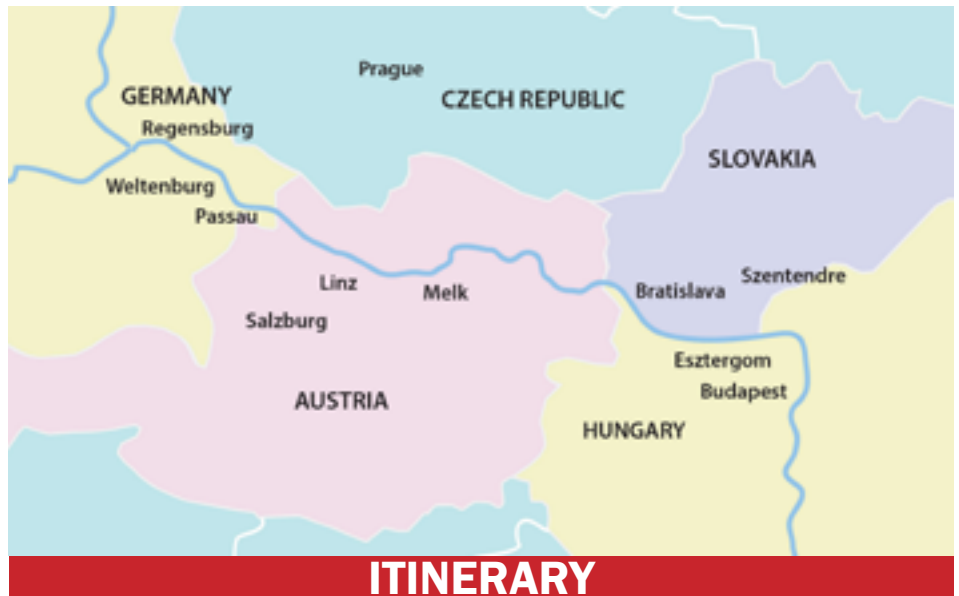 Prague
GERMANY
CZECH REPUBLIC
Regensburg
SLOVAKIA
Weltenburg
Passau
Szentendre
Linz
Melk
Bratislava
Salzburg
Esztergom
Budapest
AUSTRIA
HUNGARY
ITINERARY